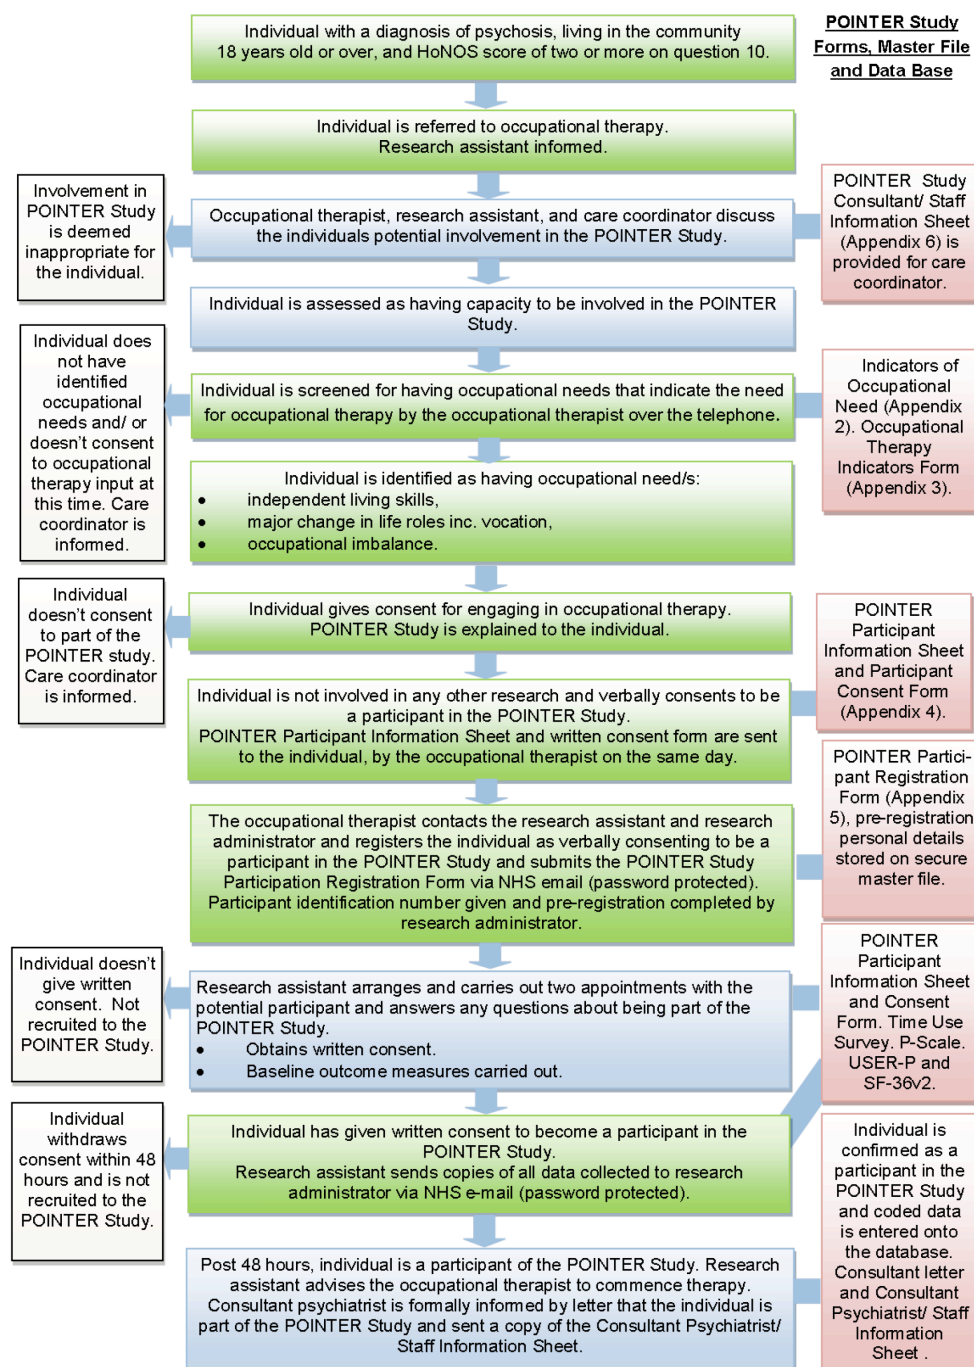 Individual with a diagnosis of psychosis, living in the community
18 years old or over, and HoNOS score of two or more on question 10.
POINTER Study
Forms, Master File
and Data Base
Individual is referred to occupational therapy.
Research assistant informed.
Involvement in
POINTER Study
is deemed
inappropriate for
the individual.
Occupational therapist, research assistant, and care coordinator discuss
the individuals potential involvement in the POINTER Study.
POINTER Study
Consultant/ Staff
Information Sheet
(Appendix 6) is
provided for care
coordinator.
Individual is assessed as having capacity to be involved in the POINTER
Study.
Individual does
not have
identified
occupational
needs and/ or
doesn't consent
to occupational
therapy input at
this time. Care
coordinator is
informed.
Individual is screened for having occupational needs that indicate the need
for occupational therapy by the occupational therapist over the telephone.
Indicators of
Occupational
Need (Appendix
2). Occupational
Therapy
Indicators Form
(Appendix 3).
Individual is identified as having occupational need/s:
• independent living skills,
• major change in life roles inc. vocation,
• occupational imbalance.
Individual
doesn't consent
to part of the
POINTER study.
Care coordinator
is informed.
Individual gives consent for engaging in occupational therapy.
POINTER Study is explained to the individual.
POINTER
Participant
Information Sheet
and Participant
Consent Form
(Appendix 4).
Individual is not involved in any other research and verbally consents to be
a participant in the POINTER Study.
POINTER Participant Information Sheet and written consent form are sent
to the individual, by the occupational therapist on the same day.
POINTER Partici-
pant Registration
Form (Appendix
5), pre-registration
personal details
stored on secure
master file.
The occupational therapist contacts the research assistant and research
administrator and registers the individual as verbally consenting to be a
participant in the POINTER Study and submits the POINTER Study
Participation Registration Form via NHS email (password protected).
Participant identification number given and pre-registration completed by
research administrator.
Individual doesn't
give written
consent. Not
recruited to the
POINTER Study.
Research assistant arranges and carries out two appointments with the
potential participant and answers any questions about being part of the
POINTER Study.
• Obtains written consent.
• Baseline outcome measures carried out.
POINTER
Participant
Information Sheet
and Consent
Form. Time Use
Survey. P-Scale.
USER-P and
SF-36v2.
Individual
withdraws
consent within 48
hours and is not
recruited to the
POINTER Study.
Individual has given written consent to become a participant in the
POINTER Study.
Research assistant sends copies of all data collected to research
administrator via NHS e-mail (password protected).
Individual is
confirmed as a
participant in the
POINTER Study
and coded data
is entered onto
the database.
Consultant letter
and Consultant
Psychiatrist/ Staff
Information
Sheet .
Post 48 hours, individual is a participant of the POINTER Study. Research
assistant advises the occupational therapist to commence therapy.
Consultant psychiatrist is formally informed by letter that the individual is
part of the POINTER Study and sent a copy of the Consultant Psychiatrist/
Staff Information Sheet.